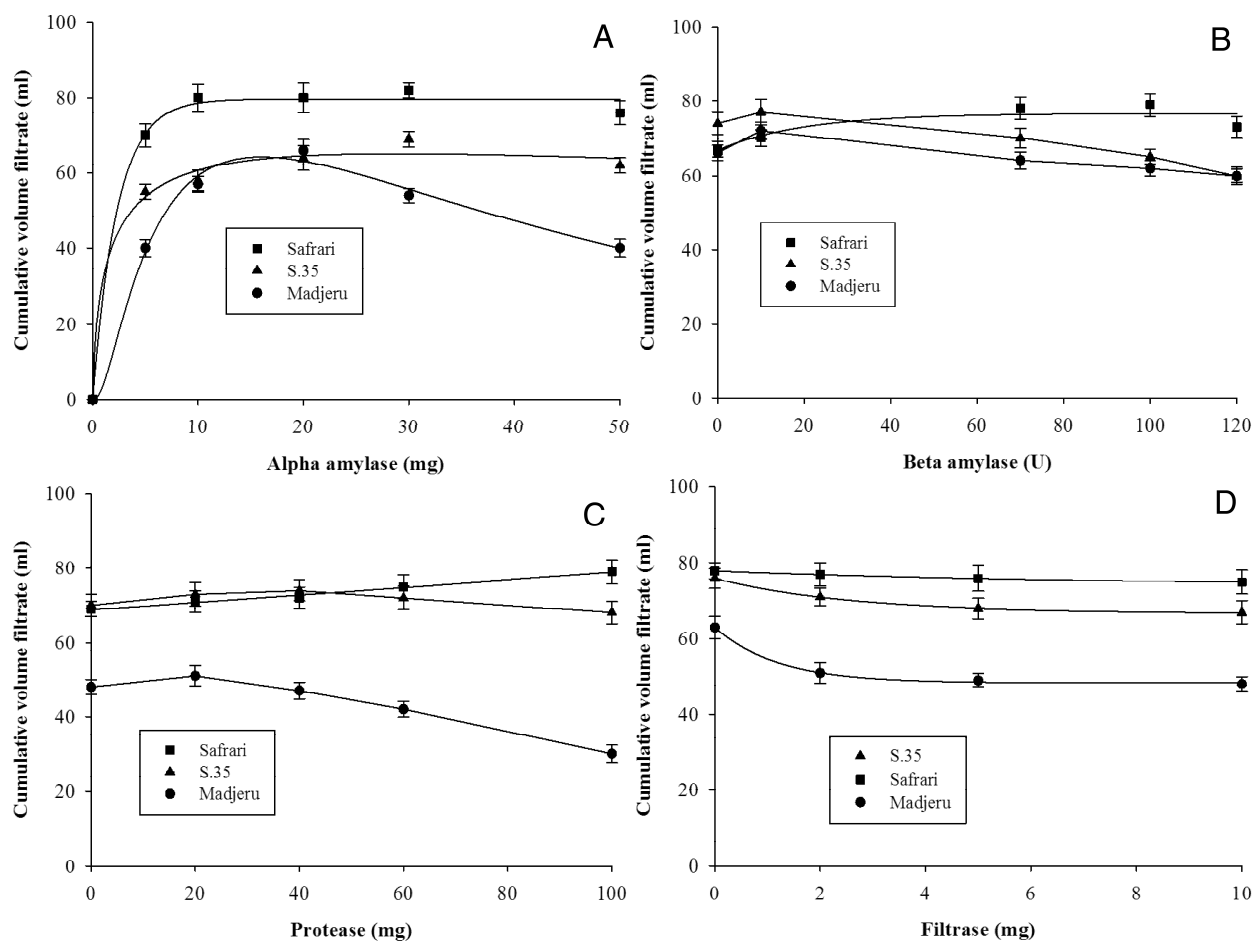 A
Cumulative volume filtrate (ml)
100
80
60
40
20
0
Safrari
S.35
Madjeru
0 10 20 30 40 50
Alpha amylase (mg)
B
Cumulative volume filtrate (ml)
100
80
60
40
20
0
Safrari
S.35
Madjeru
0 20 40 60 80 100 120
Beta amylase (U)
C
Cumulative volume filtrate (ml)
100
80
60
40
20
0
Safrari
S.35
Madjeru
0 20 40 60 80 100
Protease (mg)
D
Cumulative volume filtrate (ml)
100
80
60
40
20
0
S.35
Safrari
Madjeru
0 2 4 6 8 10
Filtrase (mg)